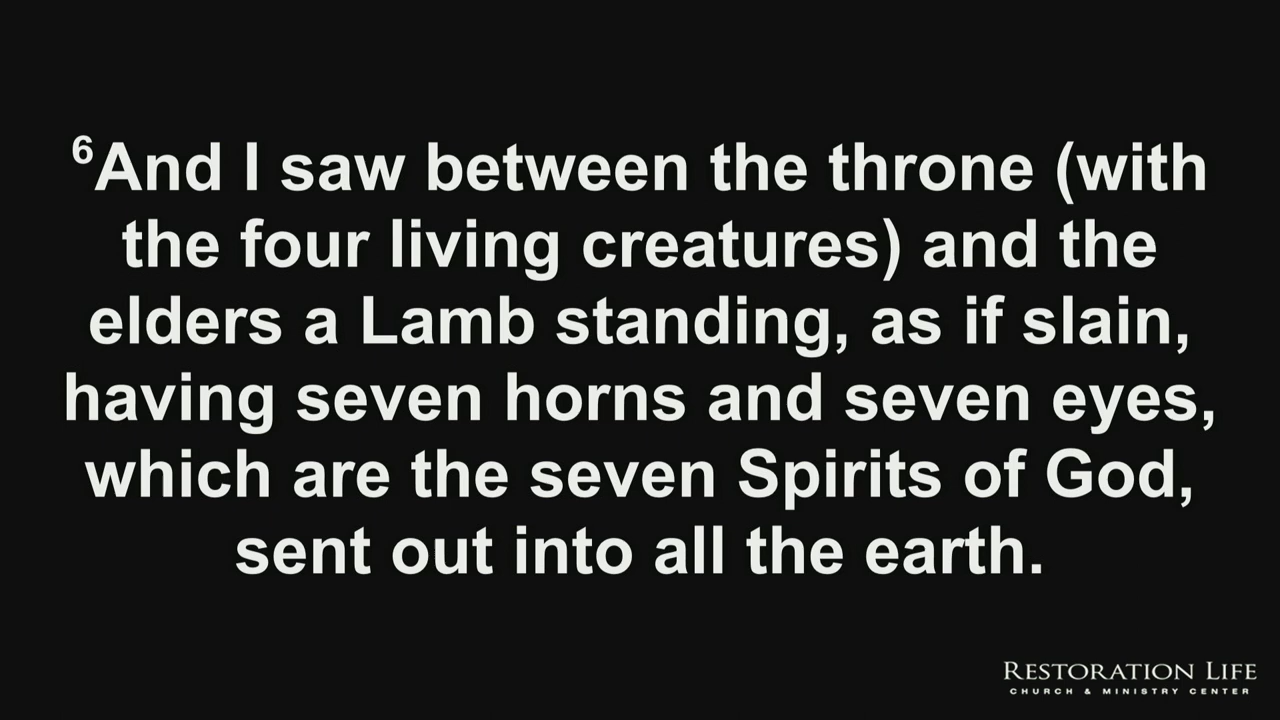 ⁶And I saw between the throne (with
the four living creatures) and the
elders a Lamb standing, as if slain,
having seven horns and seven eyes,
which are the seven Spirits of God,
sent out into all the earth.
RESTORATION LIFE
CHURCH & MINISTRY CENTER